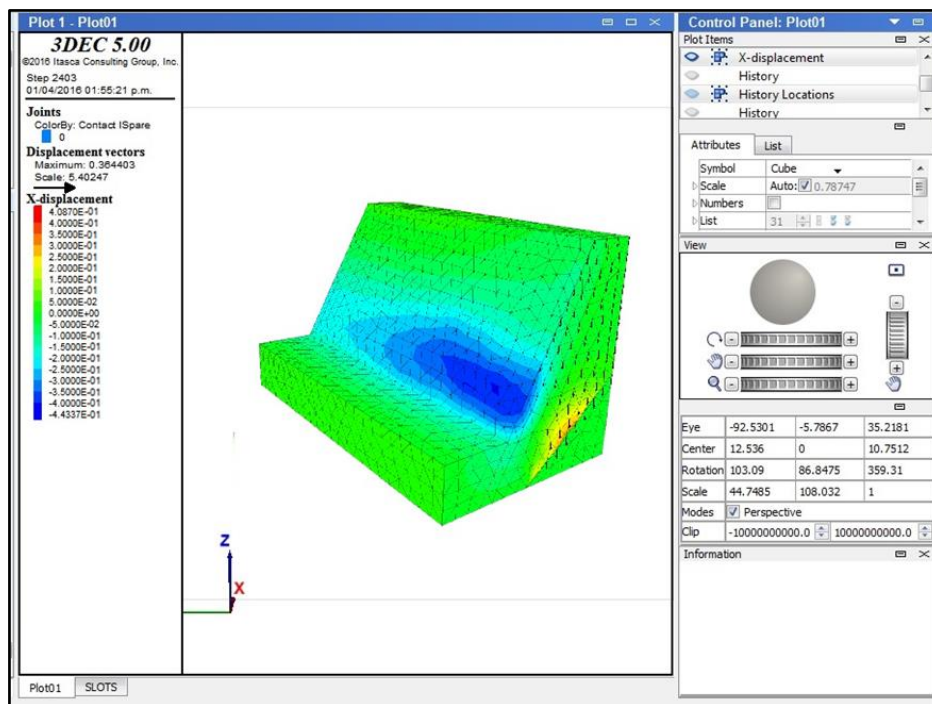 Plot 1 - Plot01
3DEC 5.00
©2016 Itasca Consulting Group, Inc.
Step 2403
01/04/2016 01:55:21 p.m.
Joints
ColorBy: Contact ISpare
0
Displacement vectors
Maximum: 0.364403
Scale: 5.40247
X-displacement
4.0870E-01
4.0000E-01
3.5000E-01
3.0000E-01
2.5000E-01
2.0000E-01
1.5000E-01
1.0000E-01
5.0000E-02
0.0000E+00
-5.0000E-02
-1.0000E-01
-1.5000E-01
-2.0000E-01
-2.5000E-01
-3.0000E-01
-3.5000E-01
-4.0000E-01
-4.4337E-01
Z
X
Plot01 SLOTS
Control Panel: Plot01
Plot Items
X-displacement
History
History Locations
History
Attributes List
Symbol Cube
Scale Auto: 0.78747
Numbers
List 31
View
Eye -92.5301 -5.7867 35.2181
Center 12.536 0 10.7512
Rotation 103.09 86.8475 359.31
Scale 44.7485 108.032 1
Modes Perspective
Clip -10000000000.0 10000000000.0
Information